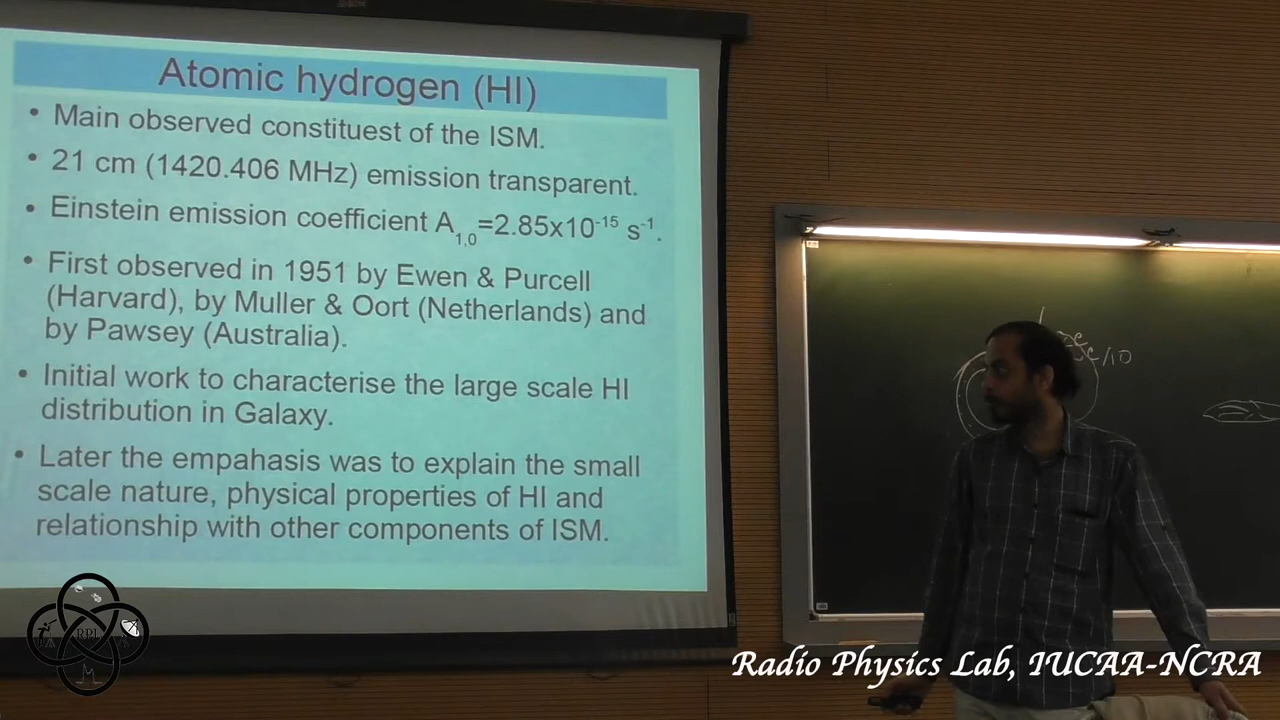 Atomic hydrogen (HI)
• Main observed constituest of the ISM.
• 21 cm (1420.406 MHz) emission transparent.
• Einstein emission coefficient A1,0=2.85x10-15 s-1.
• First observed in 1951 by Ewen & Purcell
(Harvard), by Muller & Oort (Netherlands) and
by Pawsey (Australia).
• Initial work to characterise the large scale HI
distribution in Galaxy.
• Later the empahasis was to explain the small
scale nature, physical properties of HI and
relationship with other components of ISM.
RPL
Radio Physics Lab, IUCAA-NCRA